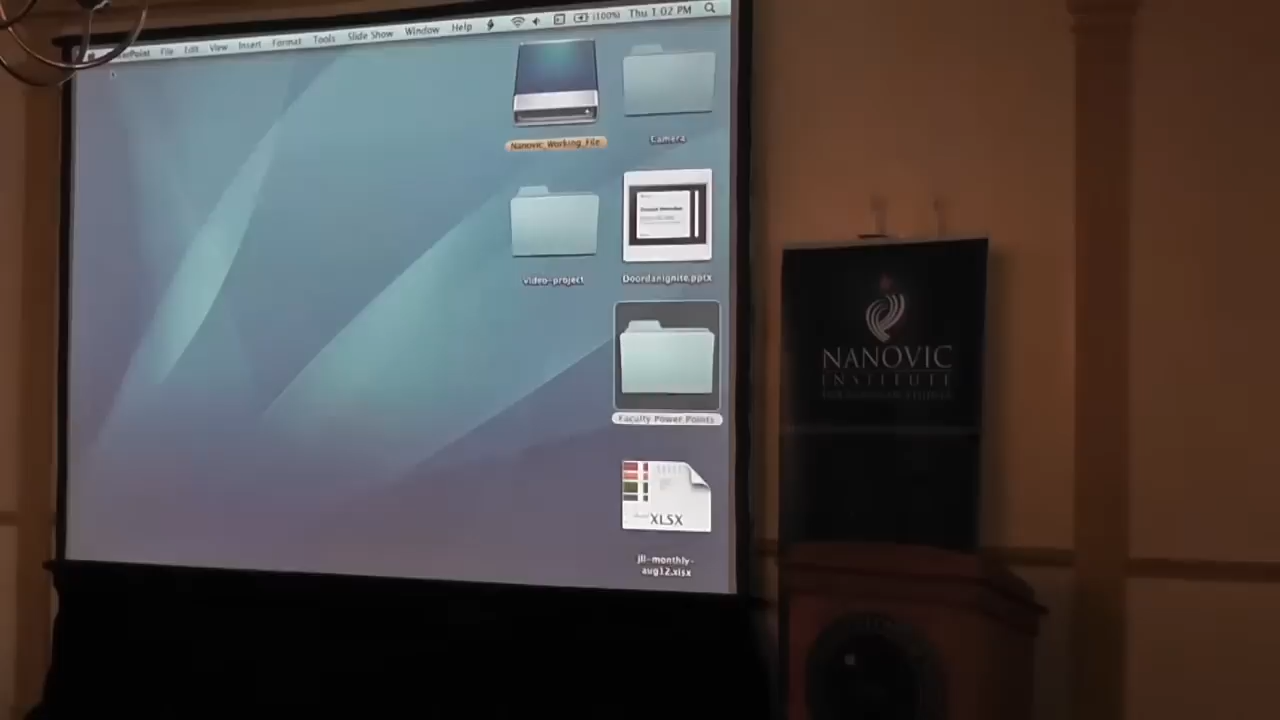 File Edit View Insert Format Tools Slide Show Window Help (100%) Thu 1:02 PM
Nanovic_Working_File
Camera
video-project
Doordanignite.pptx
Faculty Power Points
XLSX
jll-monthly-
aug12.xlsx
NANOVIC
INSTITUTE